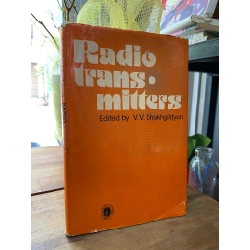 Radio
trans•
mitters
Edited by V. V. Shakhgildyan